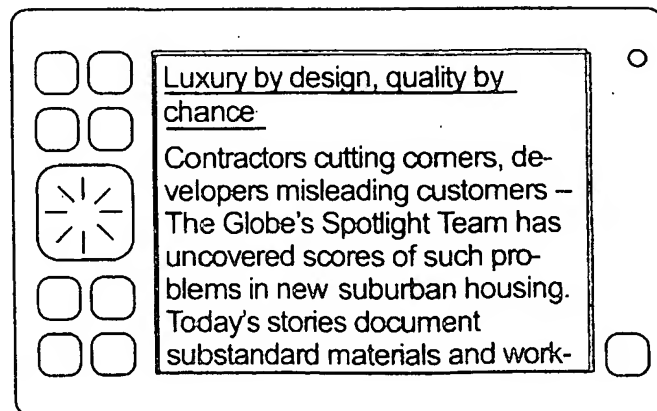 Luxury by design, quality by
chance
Contractors cutting corners, de-
velopers misleading customers –
The Globe's Spotlight Team has
uncovered scores of such pro-
blems in new suburban housing.
Today's stories document
substandard materials and work-